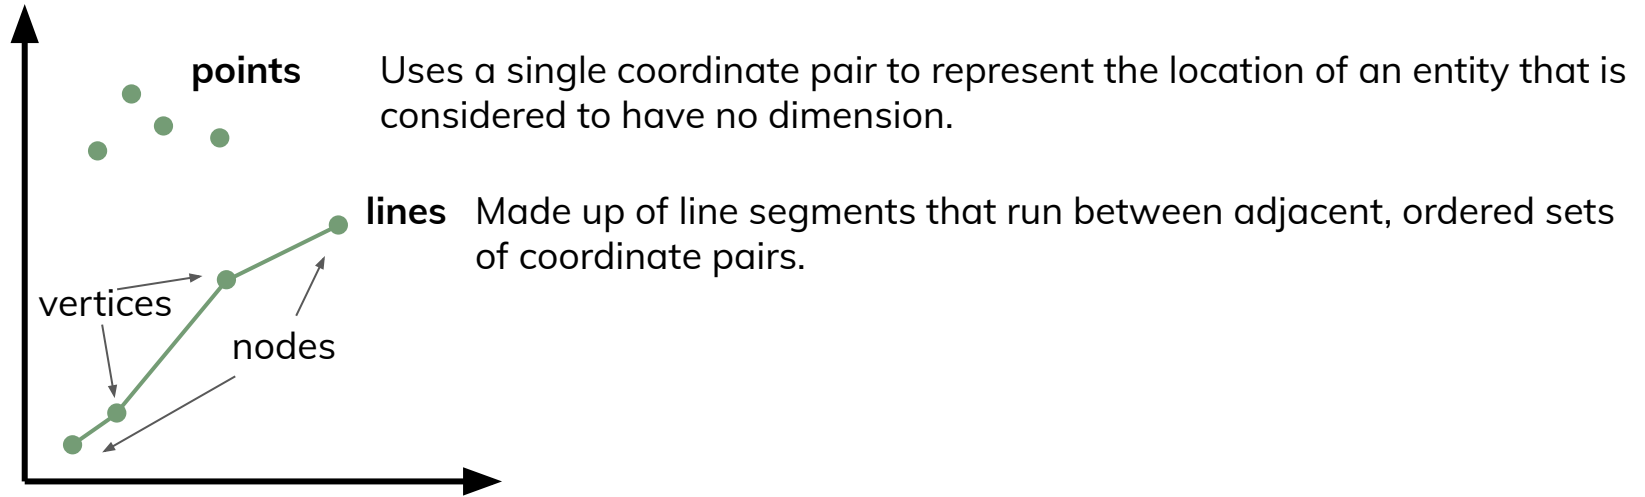 points Uses a single coordinate pair to represent the location of an entity that is
considered to have no dimension.
lines Made up of line segments that run between adjacent, ordered sets
of coordinate pairs.
vertices
nodes